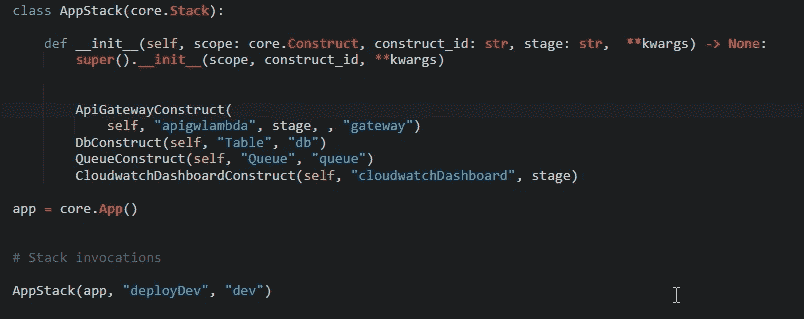 class AppStack(core.Stack):
def __init__(self, scope: core.Construct, construct_id: str, stage: str,  **kwargs) -> None:
super().__init__(scope, construct_id, **kwargs)
ApiGatewayConstruct(
self, "apigwlambda", stage, , "gateway")
DbConstruct(self, "Table", "db")
QueueConstruct(self, "Queue", "queue")
CloudwatchDashboardConstruct(self, "cloudwatchDashboard", stage)
app = core.App()
# Stack invocations
AppStack(app, "deployDev", "dev")